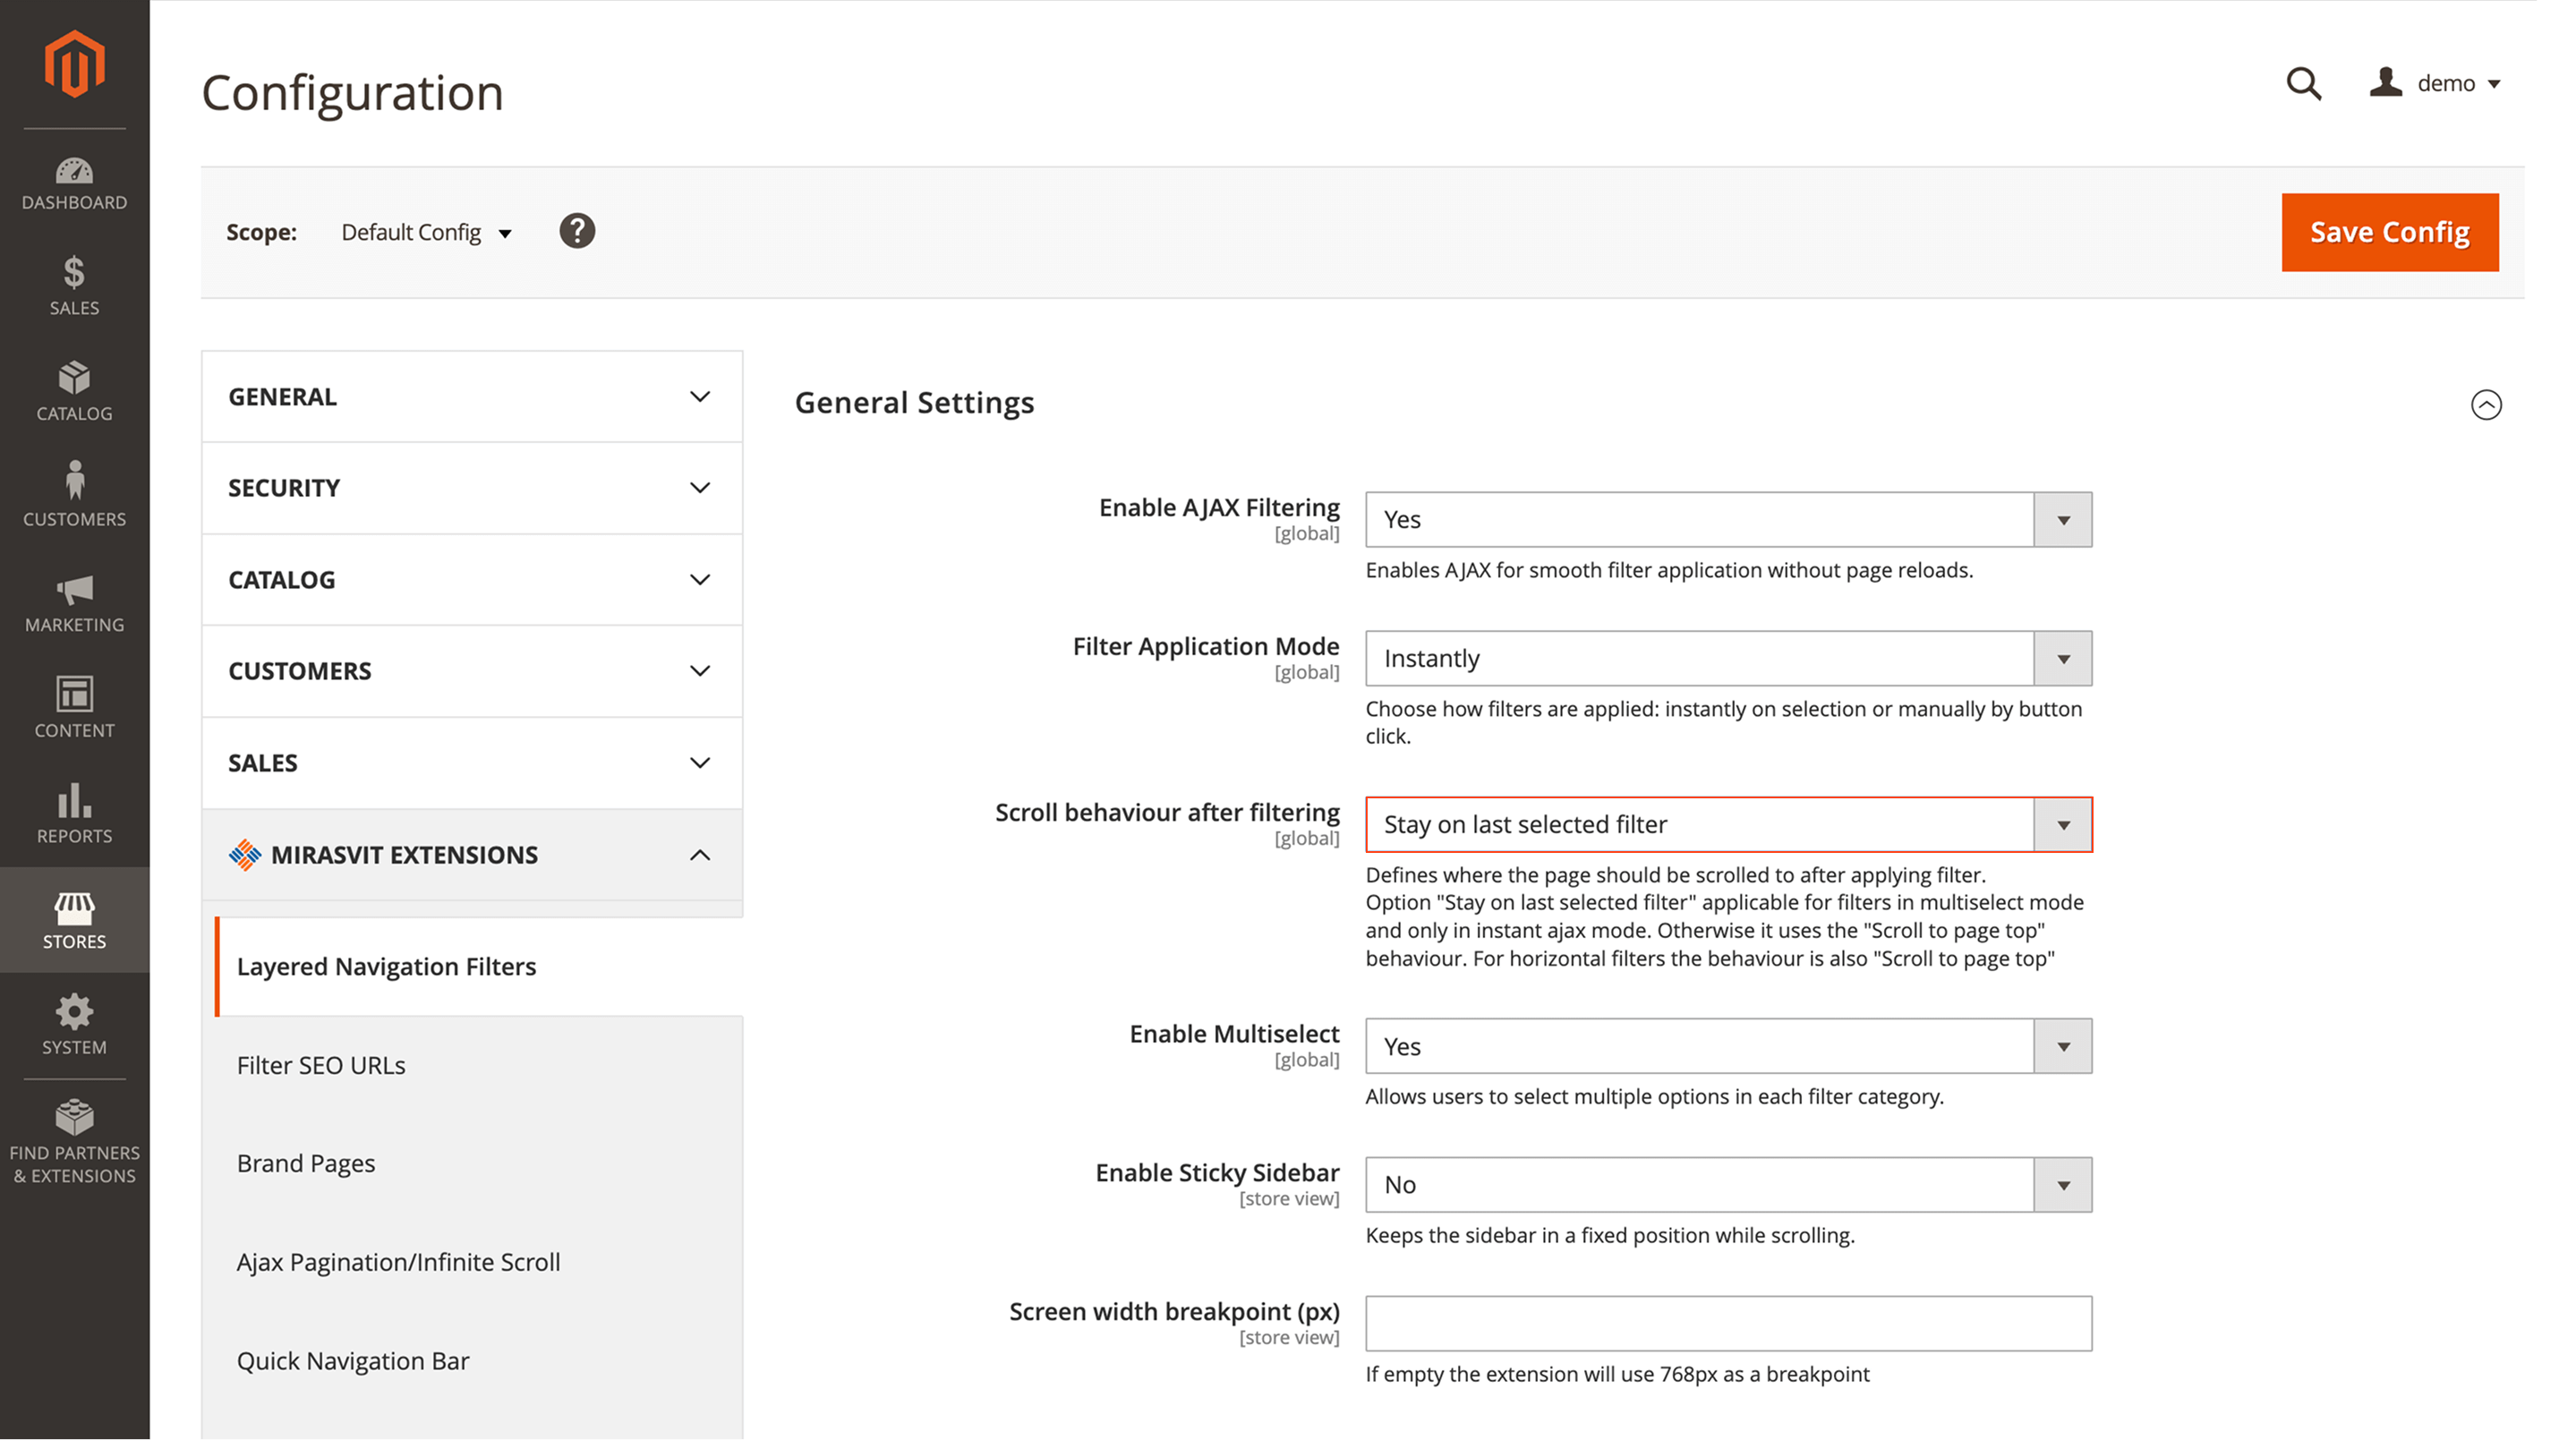 Configuration
demo
Scope:
Default Config
?
Save Config
DASHBOARD
SALES
CATALOG
CUSTOMERS
MARKETING
CONTENT
REPORTS
STORES
SYSTEM
FIND PARTNERS
& EXTENSIONS
GENERAL
SECURITY
CATALOG
CUSTOMERS
SALES
MIRASVIT EXTENSIONS
Layered Navigation Filters
Filter SEO URLs
Brand Pages
Ajax Pagination/Infinite Scroll
Quick Navigation Bar
General Settings
Enable AJAX Filtering
[global]
Yes
Enables AJAX for smooth filter application without page reloads.
Filter Application Mode
[global]
Instantly
Choose how filters are applied: instantly on selection or manually by button
click.
Scroll behaviour after filtering
[global]
Stay on last selected filter
Defines where the page should be scrolled to after applying filter.
Option "Stay on last selected filter" applicable for filters in multiselect mode
and only in instant ajax mode. Otherwise it uses the "Scroll to page top"
behaviour. For horizontal filters the behaviour is also "Scroll to page top"
Enable Multiselect
[global]
Yes
Allows users to select multiple options in each filter category.
Enable Sticky Sidebar
[store view]
No
Keeps the sidebar in a fixed position while scrolling.
Screen width breakpoint (px)
[store view]
If empty the extension will use 768px as a breakpoint